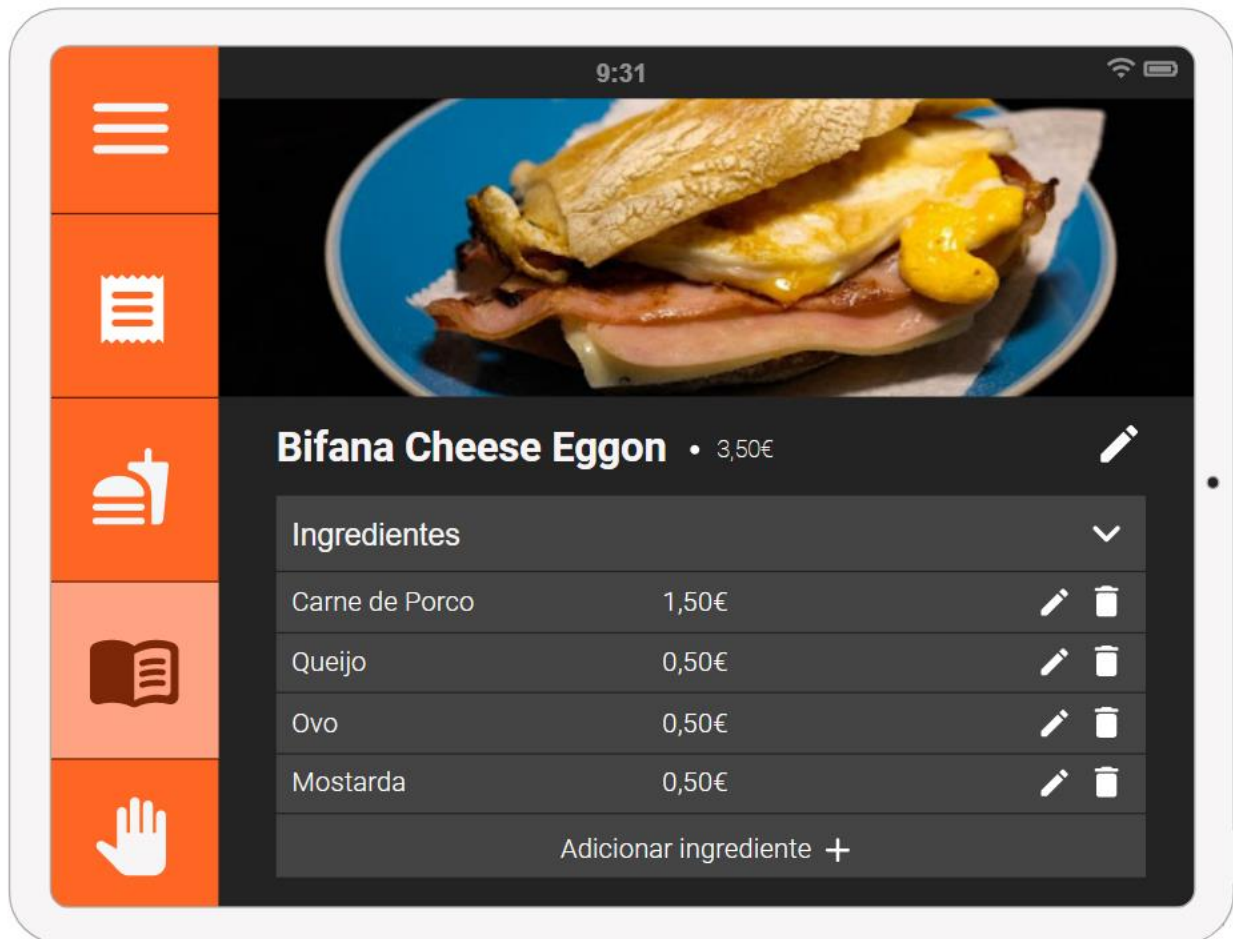 9:31
Bifana Cheese Eggon • 3,50€
Ingredientes
Carne de Porco 1,50€
Queijo 0,50€
Ovo 0,50€
Mostarda 0,50€
Adicionar ingrediente +